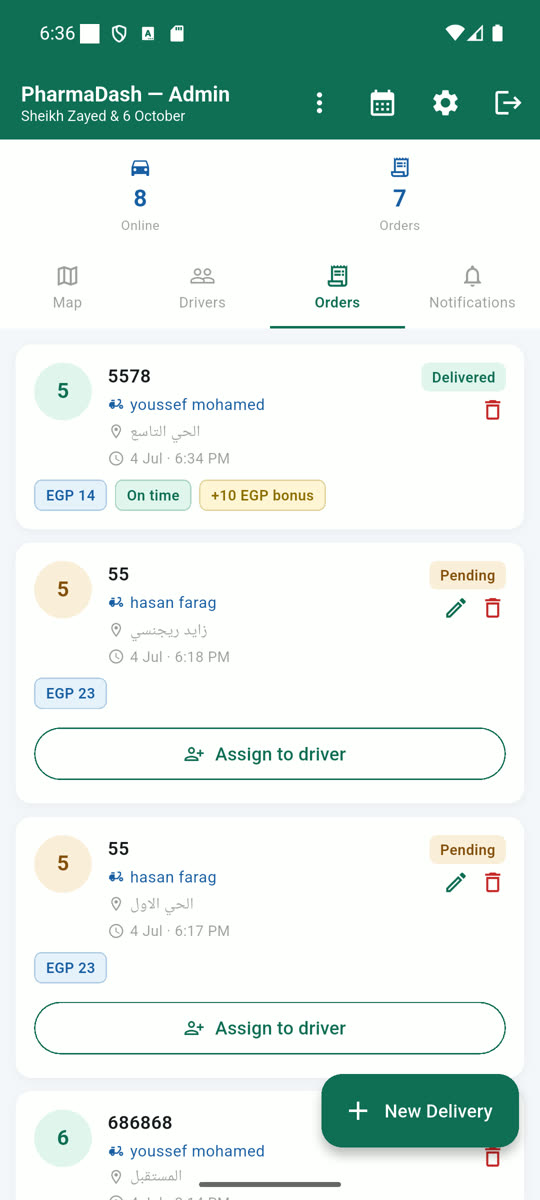 6:36
PharmaDash — Admin
Sheikh Zayed & 6 October
8
Online
7
Orders
Map
Drivers
Orders
Notifications
5
5578
Delivered
youssef mohamed
الحي التاسع
4 Jul · 6:34 PM
EGP 14
On time
+10 EGP bonus
5
55
Pending
hasan farag
زايد ريجنسي
4 Jul · 6:18 PM
EGP 23
Assign to driver
5
55
Pending
hasan farag
الحي الاول
4 Jul · 6:17 PM
EGP 23
Assign to driver
New Delivery
6
686868
youssef mohamed
المستقبل